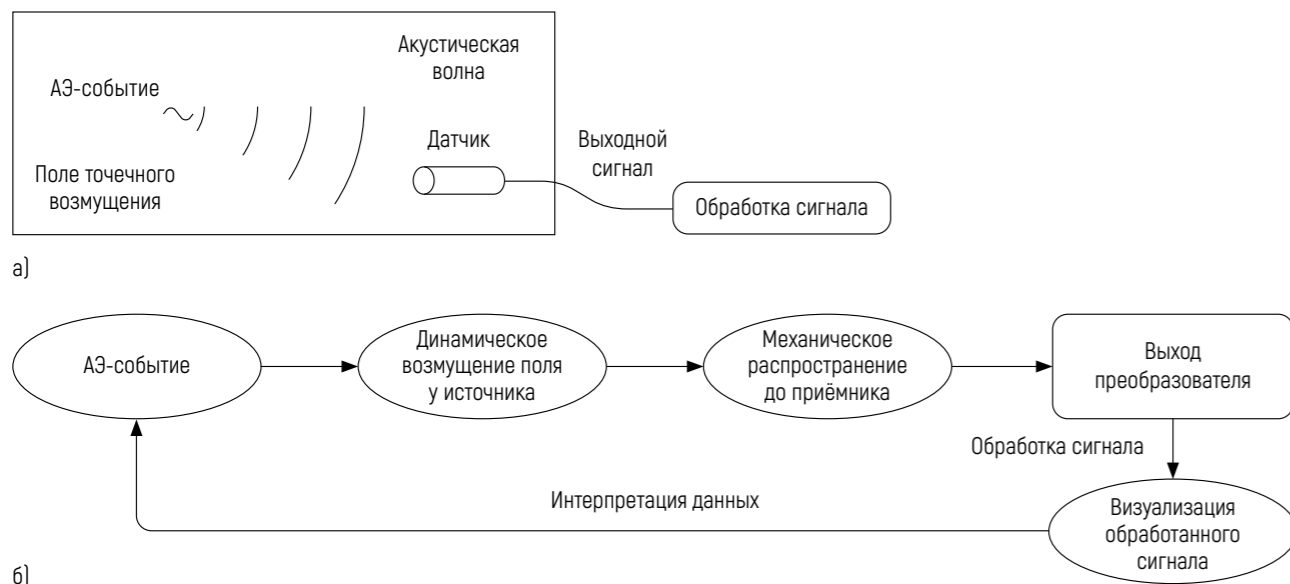 Акустическая
волна
АЭ-событие
Датчик
Выходной
сигнал
Поле точечного
возмущения
Обработка сигнала
а)
АЭ-событие
Динамическое
возмущение поля
у источника
Механическое
распространение
до приёмника
Выход
преобразователя
Обработка сигнала
Интерпретация данных
Визуализация
обработанного
сигнала
б)